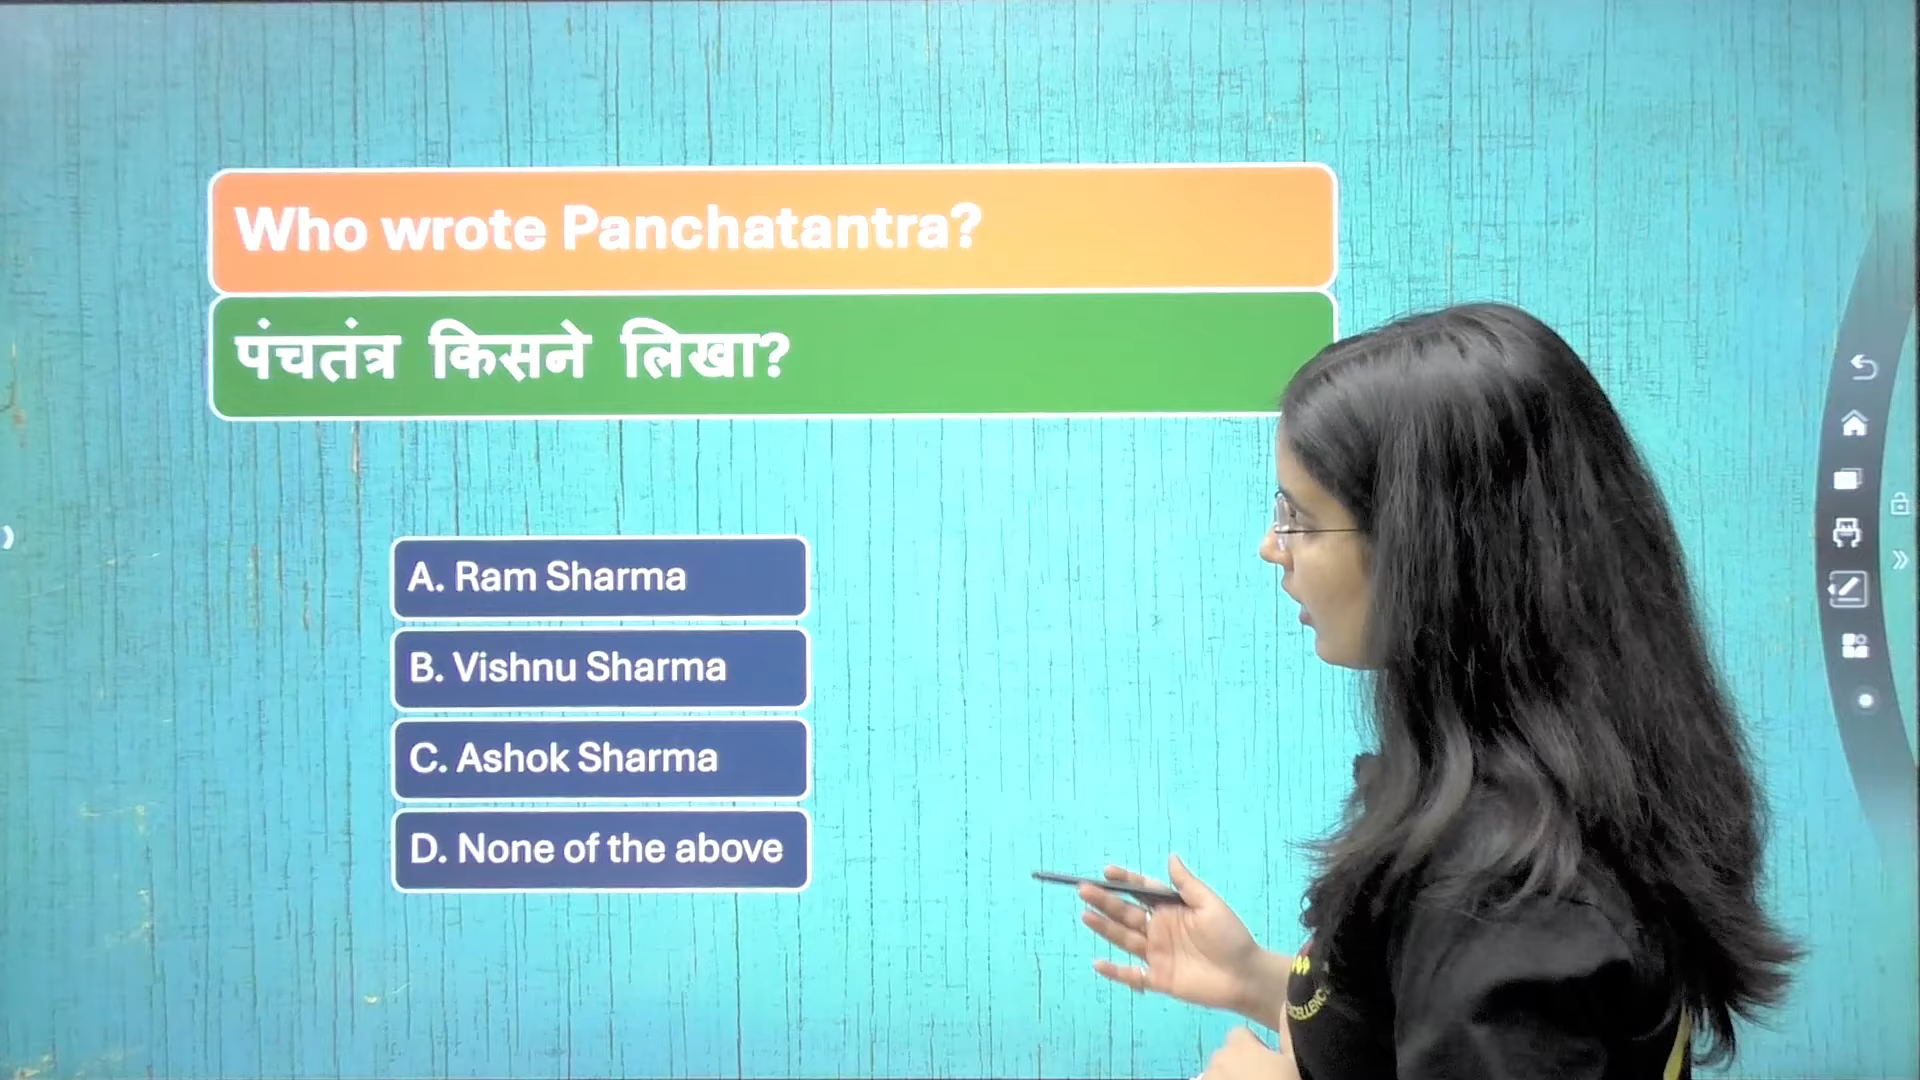 Who wrote Panchatantra?
पंचतंत्र किसने लिखा?
A. Ram Sharma
B. Vishnu Sharma
C. Ashok Sharma
D. None of the above